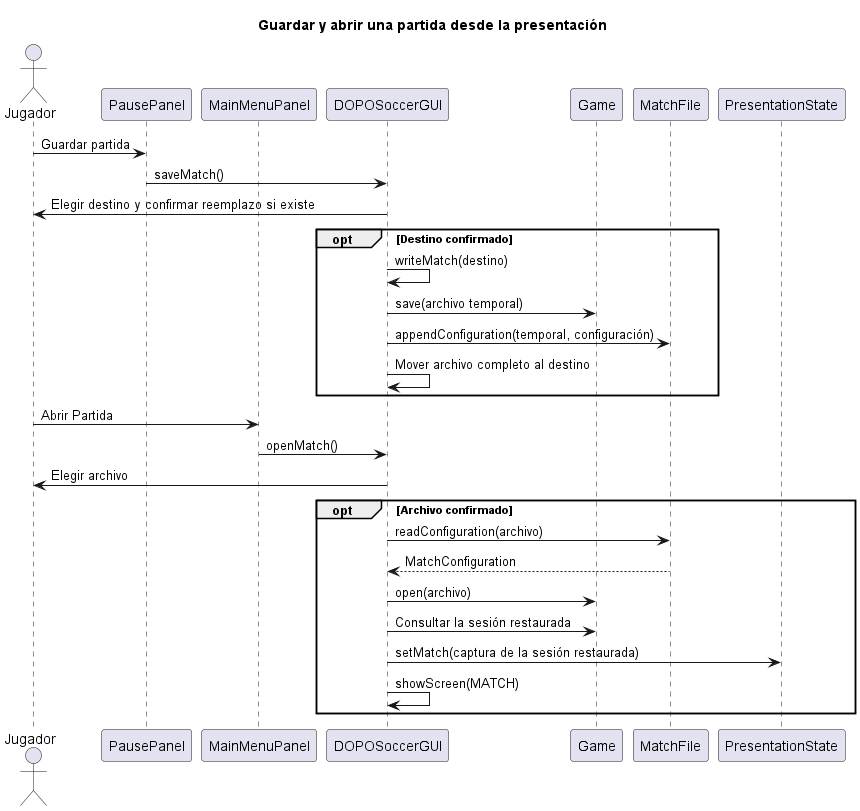 Guardar y abrir una partida desde la presentación
Jugador
PausePanel
MainMenuPanel
DOPOSoccerGUI
Game
MatchFile
PresentationState
Guardar partida
saveMatch()
Elegir destino y confirmar reemplazo si existe
opt
[Destino confirmado]
writeMatch(destino)
save(archivo temporal)
appendConfiguration(temporal, configuración)
Mover archivo completo al destino
Abrir Partida
openMatch()
Elegir archivo
opt
[Archivo confirmado]
readConfiguration(archivo)
MatchConfiguration
open(archivo)
Consultar la sesión restaurada
setMatch(captura de la sesión restaurada)
showScreen(MATCH)
Jugador
PausePanel
MainMenuPanel
DOPOSoccerGUI
Game
MatchFile
PresentationState